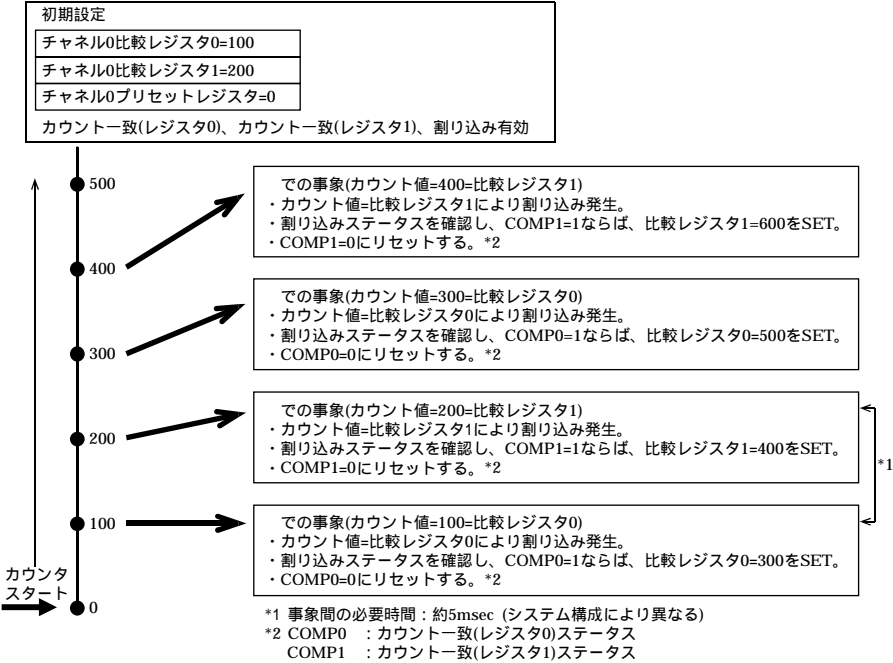 初期設定
チャネル0比較レジスタ0=100
チャネル0比較レジスタ1=200
チャネル0プリセットレジスタ=0
カウント一致(レジスタ0)、カウント一致(レジスタ1)、割り込み有効
500
での事象(カウント値=400=比較レジスタ1)
・カウント値=比較レジスタ1により割り込み発生。
・割り込みステータスを確認し、COMP1=1ならば、比較レジスタ1=600をSET。
・COMP1=0にリセットする。*2
400
での事象(カウント値=300=比較レジスタ0)
・カウント値=比較レジスタ0により割り込み発生。
・割り込みステータスを確認し、COMP0=1ならば、比較レジスタ0=500をSET。
・COMP0=0にリセットする。*2
300
での事象(カウント値=200=比較レジスタ1)
・カウント値=比較レジスタ1により割り込み発生。
・割り込みステータスを確認し、COMP1=1ならば、比較レジスタ1=400をSET。
・COMP1=0にリセットする。*2
200
*1
での事象(カウント値=100=比較レジスタ0)
・カウント値=比較レジスタ0により割り込み発生。
・割り込みステータスを確認し、COMP0=1ならば、比較レジスタ0=300をSET。
・COMP0=0にリセットする。*2
100
カウンタ
スタート
0
*1 事象間の必要時間：約5msec (システム構成により異なる)
*2 COMP0 ：カウント一致(レジスタ0)ステータス
COMP1 ：カウント一致(レジスタ1)ステータス